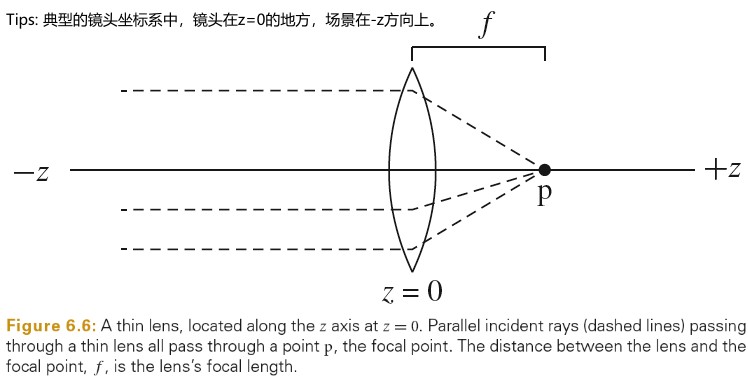 Tips: 典型的镜头坐标系中，镜头在z=0的地方，场景在-z方向上。
f
−z
+z
p
z = 0
Figure 6.6: A thin lens, located along the z axis at z = 0. Parallel incident rays (dashed lines) passing
through a thin lens all pass through a point p, the focal point. The distance between the lens and the
focal point, f, is the lens's focal length.